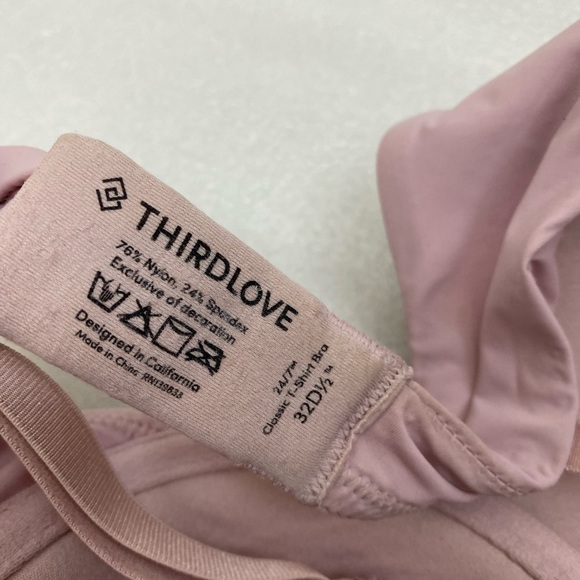 THIRDLOVE
76% Nylon, 24% Spandex
Exclusive of decoration
Designed in California
Made in China RN139838
24/7™
Classic T-Shirt Bra
32D½™